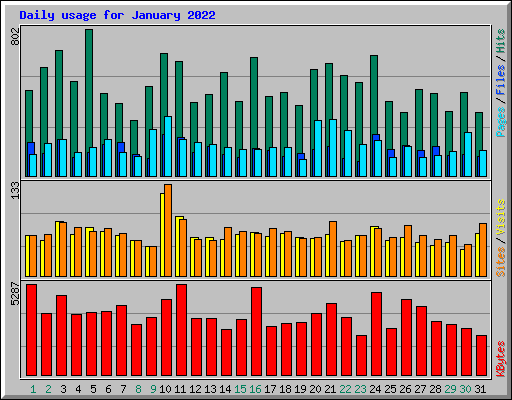 Daily usage for January 2022
802
Pages / Files / Hits
133
Sites / Visits
5287
KBytes
1 2 3 4 5 6 7 8 9 10 11 12 13 14 15 16 17 18 19 20 21 22 23 24 25 26 27 28 29 30 31